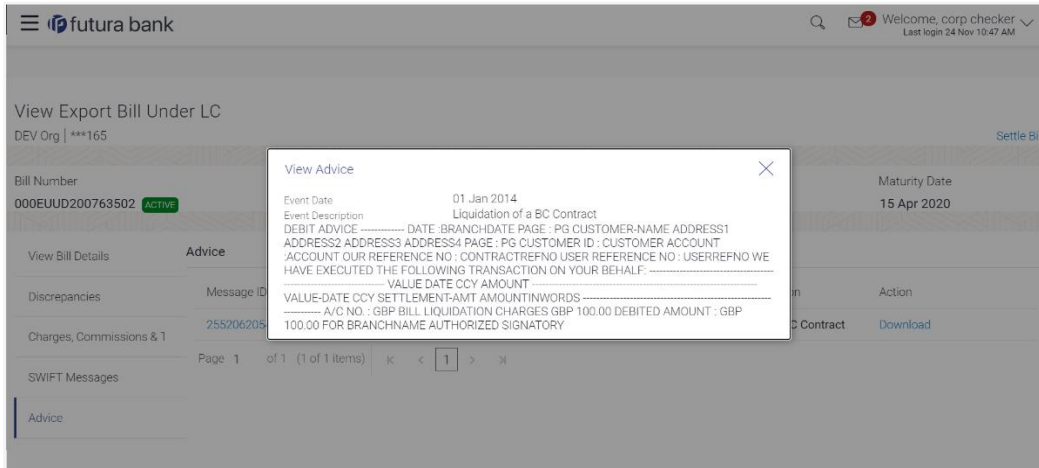 futura bank
2
Welcome, corp checker
Last login 24 Nov 10:47 AM
View Export Bill Under LC
DEV Org | ***165
Settle Bi
Bill Number
Maturity Date
000EUUD200763502 ACTIVE
15 Apr 2020
View Bill Details
Discrepancies
Charges, Commissions & T
SWIFT Messages
Advice
Advice
Message ID
Action
255206205
C Contract
Download
Page 1 of 1 (1 of 1 items) 1
View Advice
Event Date 01 Jan 2014
Event Description Liquidation of a BC Contract
DEBIT ADVICE ------------ DATE :BRANCHDATE PAGE : PG CUSTOMER-NAME ADDRESS1
ADDRESS2 ADDRESS3 ADDRESS4 PAGE : PG CUSTOMER ID : CUSTOMER ACCOUNT
:ACCOUNT OUR REFERENCE NO : CONTRACTREFNO USER REFERENCE NO : USERREFNO WE
HAVE EXECUTED THE FOLLOWING TRANSACTION ON YOUR BEHALF: -------------------------------------
------------------------------ VALUE DATE CCY AMOUNT --------------------------------------------------------------------
VALUE-DATE CCY SETTLEMENT-AMT AMOUNTINWORDS ---------------------------------------------------------
----------- A/C NO. : GBP BILL LIQUIDATION CHARGES GBP 100.00 DEBITED AMOUNT : GBP
100.00 FOR BRANCHNAME AUTHORIZED SIGNATORY